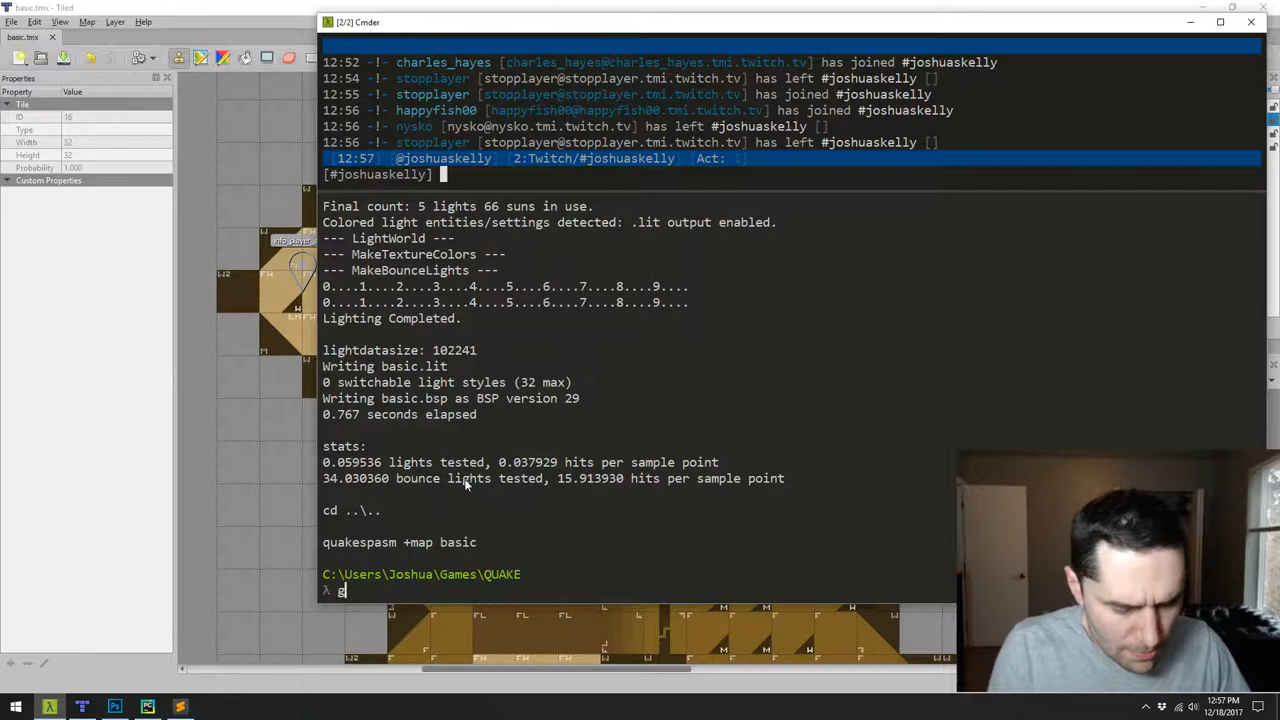 basic.tmx - Tiled
File Edit View Map Layer Help
basic.tmx
Properties
Property Value
Tile
ID 16
Type
Width 32
Height 32
Probability 1.000
Custom Properties
[2/2] Cmder
12:52 -!- charles_hayes [charles_hayes@charles_hayes.tmi.twitch.tv] has joined #joshuaskelly
12:54 -!- stopplayer [stopplayer@stopplayer.tmi.twitch.tv] has left #joshuaskelly []
12:55 -!- stopplayer [stopplayer@stopplayer.tmi.twitch.tv] has joined #joshuaskelly
12:56 -!- happyfish00 [happyfish00@happyfish00.tmi.twitch.tv] has joined #joshuaskelly
12:56 -!- nysko [nysko@nysko.tmi.twitch.tv] has left #joshuaskelly []
12:56 -!- stopplayer [stopplayer@stopplayer.tmi.twitch.tv] has left #joshuaskelly []
[12:57] [@joshuaskelly] [2:Twitch/#joshuaskelly] [Act: 1]
[#joshuaskelly]
Final count: 5 lights 66 suns in use.
Colored light entities/settings detected: .lit output enabled.
--- LightWorld ---
--- MakeTextureColors ---
--- MakeBounceLights ---
0....1....2....3....4....5....6....7....8....9....
0....1....2....3....4....5....6....7....8....9....
Lighting Completed.
lightdatasize: 102241
Writing basic.lit
0 switchable light styles (32 max)
Writing basic.bsp as BSP version 29
0.767 seconds elapsed
stats:
0.059536 lights tested, 0.037929 hits per sample point
34.030360 bounce lights tested, 15.913930 hits per sample point
cd ..\..
quakespasm +map basic
C:\Users\Joshua\Games\QUAKE
λ g
12:57 PM
12/18/2017